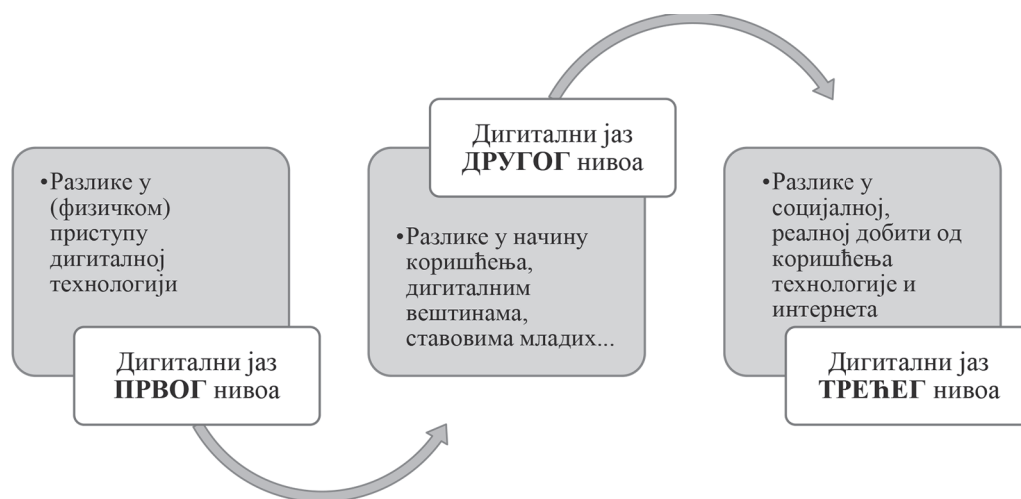 •Разлике у
(физичком)
приступу
дигиталној
технологији
Дигитални јаз
ПРВОГ нивоа
Дигитални јаз
ДРУГОГ нивоа
•Разлике у начину
коришћења,
дигиталним
вештинама,
ставовима младих...
•Разлике у
социјалној,
реалној добити од
коришћења
технологије и
интернета
Дигитални јаз
ТРЕЋЕГ нивоа